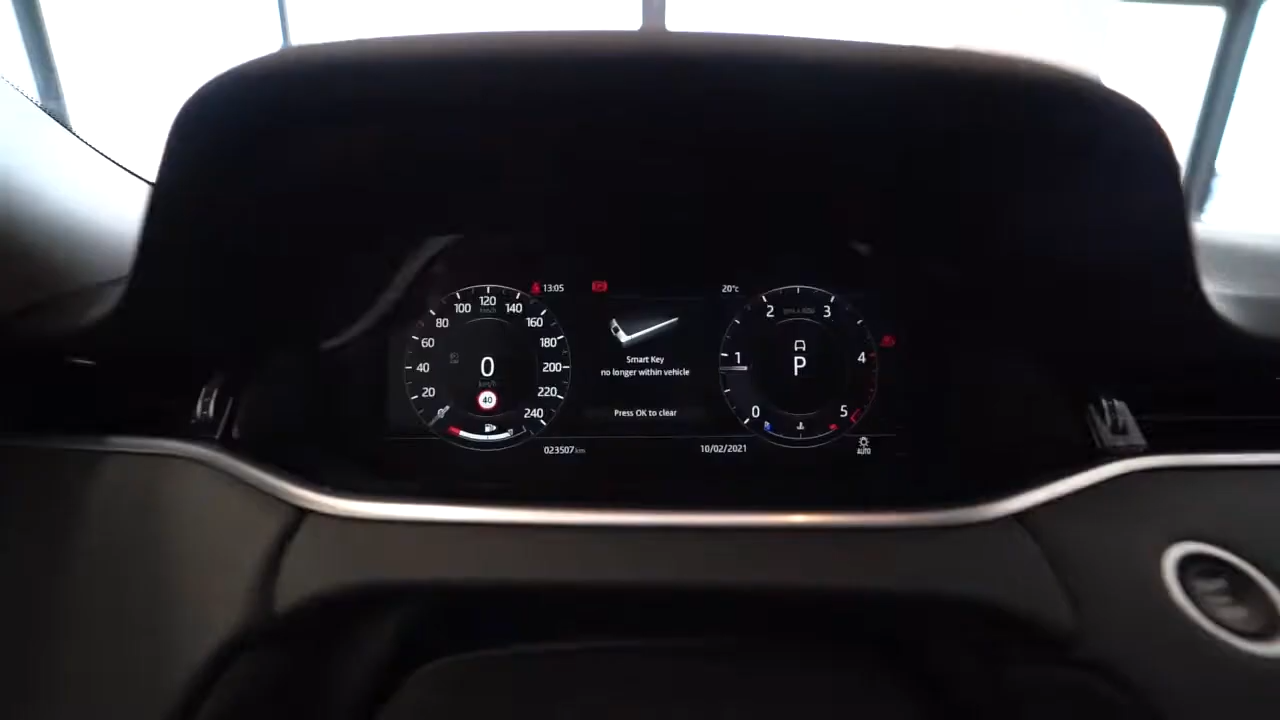 13:05
20°c
100 120 140
80 160
60 180
40 200
20 220
240
0
km/h
40
Smart Key
no longer within vehicle
Press OK to clear
2 3
1 4
0 5
P
023507 km
10/02/2021
AUTO